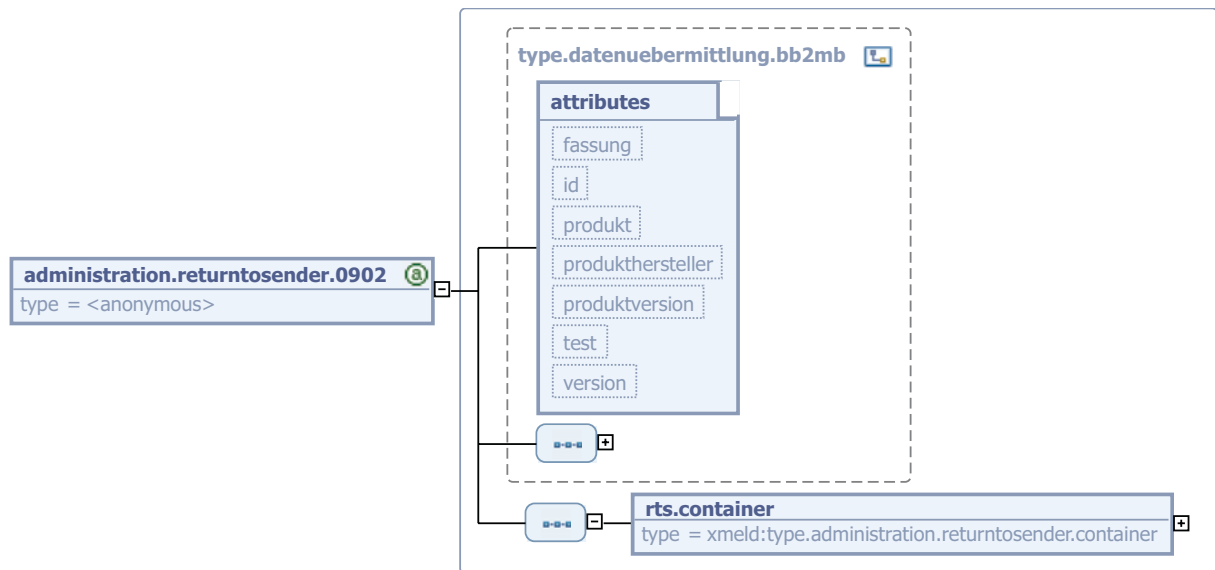 type.datenuebermittlung.bb2mb
attributes
fassung
id
produkt
produkthersteller
produktversion
test
version
administration.returntosender.0902
type = <anonymous>
rts.container
type = xmeld:type.administration.returntosender.container